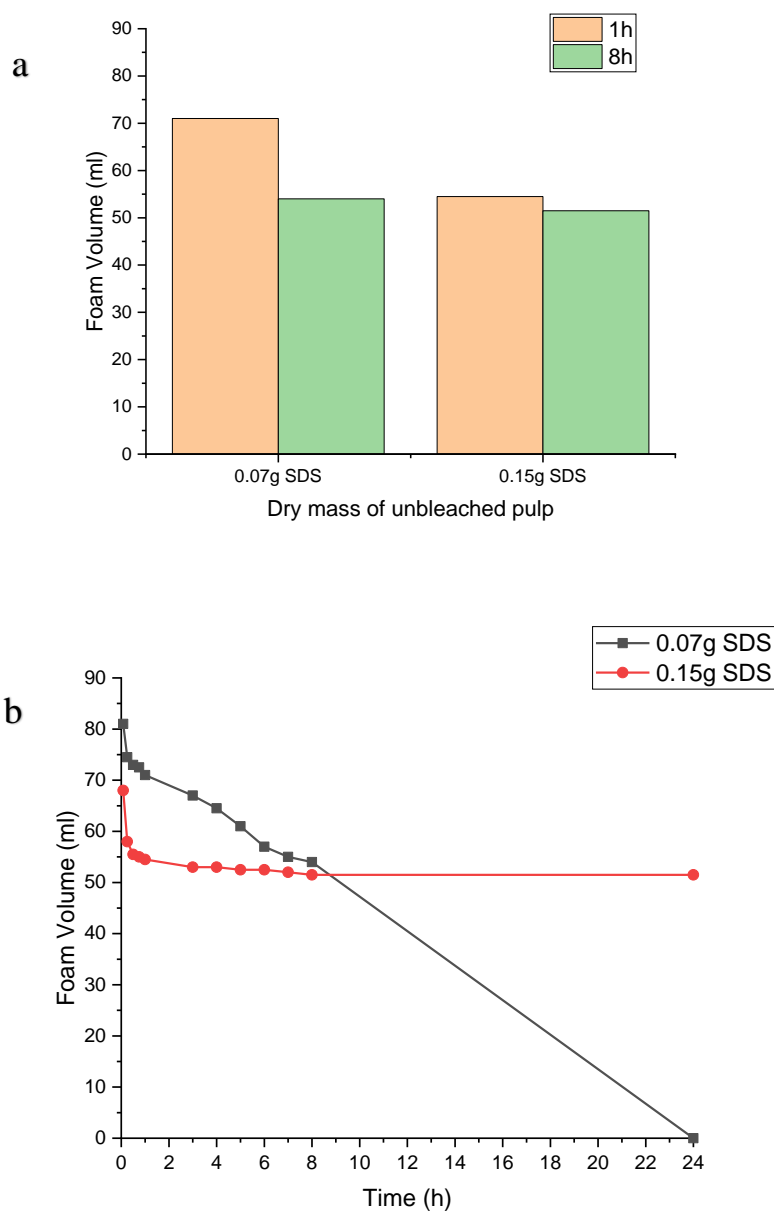 a
1h
8h
90
80
70
60
50
40
30
20
10
0
Foam Volume (ml)
0.07g SDS 0.15g SDS
Dry mass of unbleached pulp
b
0.07g SDS
0.15g SDS
90
80
70
60
50
40
30
20
10
0
Foam Volume (ml)
0 2 4 6 8 10 12 14 16 18 20 22 24
Time (h)